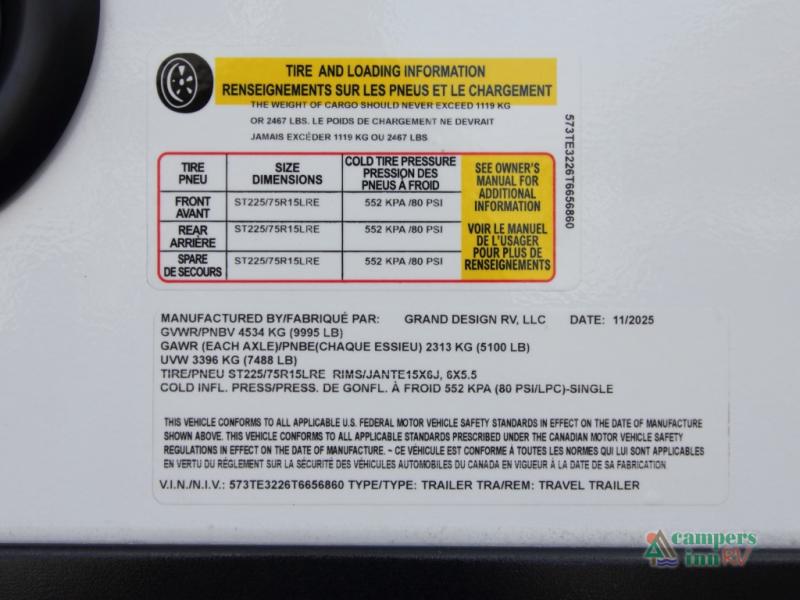 TIRE AND LOADING INFORMATION
RENSEIGNEMENTS SUR LES PNEUS ET LE CHARGEMENT
THE WEIGHT OF CARGO SHOULD NEVER EXCEED 1119 KG
OR 2467 LBS. LE POIDS DE CHARGEMENT NE DEVRAIT
JAMAIS EXCÉDER 1119 KG OU 2467 LBS
TIRE PNEU SIZE DIMENSIONS COLD TIRE PRESSURE PRESSION DES PNEUS À FROID
FRONT AVANT ST225/75R15LRE 552 KPA /80 PSI
REAR ARRIÈRE ST225/75R15LRE 552 KPA /80 PSI
SPARE DE SECOURS ST225/75R15LRE 552 KPA /80 PSI
SEE OWNER'S
MANUAL FOR
ADDITIONAL
INFORMATION
VOIR LE MANUEL
DE L'USAGER
POUR PLUS DE
RENSEIGNEMENTS
573TE3226T6656860
MANUFACTURED BY/FABRIQUÉ PAR: GRAND DESIGN RV, LLC DATE: 11/2025
GVWR/PNBV 4534 KG (9995 LB)
GAWR (EACH AXLE)/PNBE(CHAQUE ESSIEU) 2313 KG (5100 LB)
UVW 3396 KG (7488 LB)
TIRE/PNEU ST225/75R15LRE RIMS/JANTE15X6J, 6X5.5
COLD INFL. PRESS/PRESS. DE GONFL. À FROID 552 KPA (80 PSI/LPC)-SINGLE
THIS VEHICLE CONFORMS TO ALL APPLICABLE U.S. FEDERAL MOTOR VEHICLE SAFETY STANDARDS IN EFFECT ON THE DATE OF MANUFACTURE
SHOWN ABOVE. THIS VEHICLE CONFORMS TO ALL APPLICABLE STANDARDS PRESCRIBED UNDER THE CANADIAN MOTOR VEHICLE SAFETY
REGULATIONS IN EFFECT ON THE DATE OF MANUFACTURE. ~ CE VÉHICULE EST CONFORME À TOUTES LES NORMES QUI LUI SONT APPLICABLES
EN VERTU DU RÈGLEMENT SUR LA SÉCURITÉ DES VÉHICULES AUTOMOBILES DU CANADA EN VIGUEUR À LA DATE DE SA FABRICATION
V.I.N./N.I.V.: 573TE3226T6656860 TYPE/TYPE: TRAILER TRA/REM: TRAVEL TRAILER
campers
inn RV